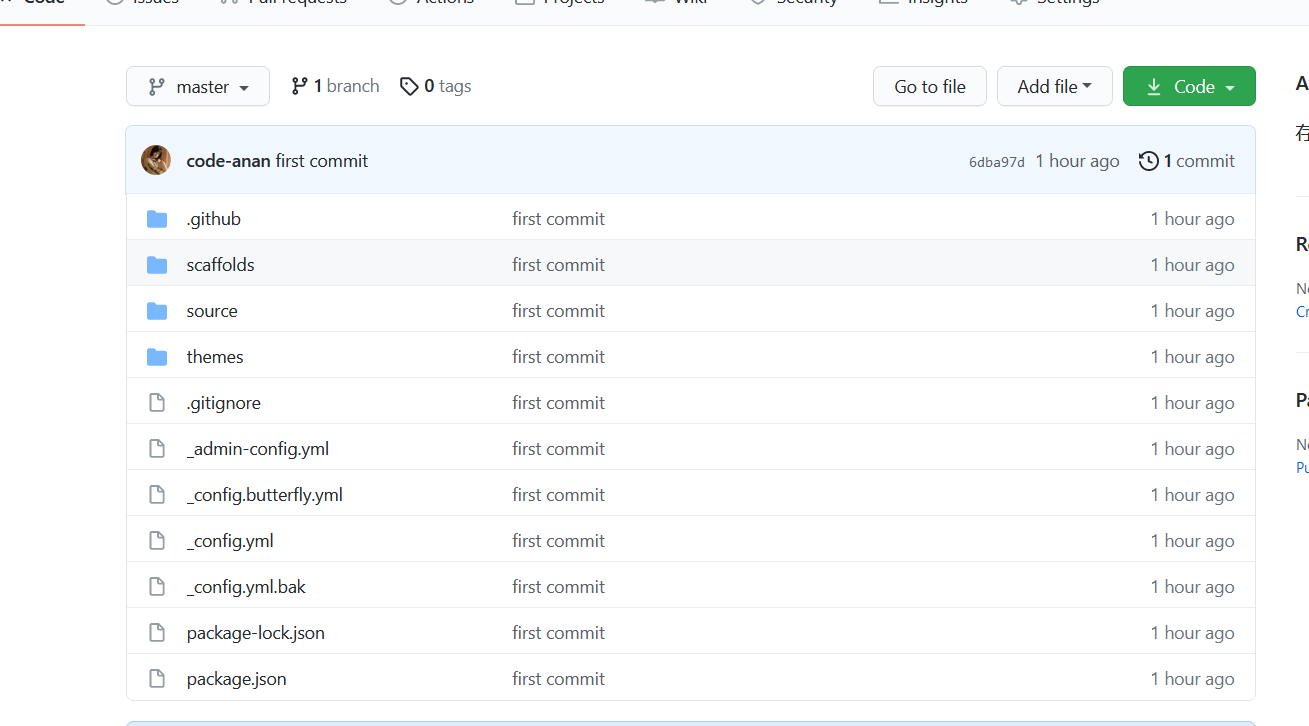 Code Issues Pull requests Actions Projects Wiki Security Insights Settings
master 1 branch 0 tags Go to file Add file Code
code-anan first commit 6dba97d 1 hour ago 1 commit
.github first commit 1 hour ago
scaffolds first commit 1 hour ago
source first commit 1 hour ago
themes first commit 1 hour ago
.gitignore first commit 1 hour ago
_admin-config.yml first commit 1 hour ago
_config.butterfly.yml first commit 1 hour ago
_config.yml first commit 1 hour ago
_config.yml.bak first commit 1 hour ago
package-lock.json first commit 1 hour ago
package.json first commit 1 hour ago